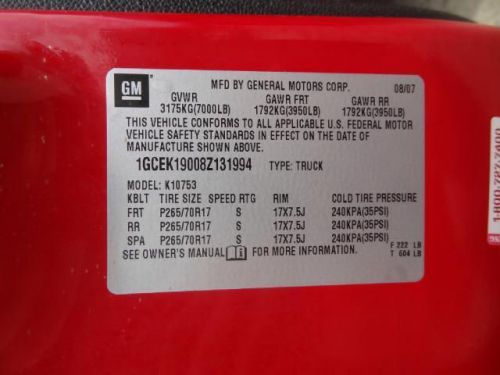 GM
MFD BY GENERAL MOTORS CORP. 08/07
GVWR GAWR FRT GAWR RR
3175KG(7000LB) 1792KG(3950LB) 1792KG(3950LB)
THIS VEHICLE CONFORMS TO ALL APPLICABLE U.S. FEDERAL MOTOR
VEHICLE SAFETY STANDARDS IN EFFECT ON THE DATE OF
MANUFACTURE SHOWN ABOVE.
1GCEK19008Z131994 TYPE: TRUCK
MODEL: K10753
KBLT TIRE SIZE SPEED RTG RIM COLD TIRE PRESSURE
FRT P265/70R17 S 17X7.5J 240KPA(35PSI)
RR P265/70R17 S 17X7.5J 240KPA(35PSI)
SPA P265/70R17 S 17X7.5J 240KPA(35PSI)
SEE OWNER'S MANUAL FOR MORE INFORMATION.
F 222 LB
T 604 LB
1-800-727-7400